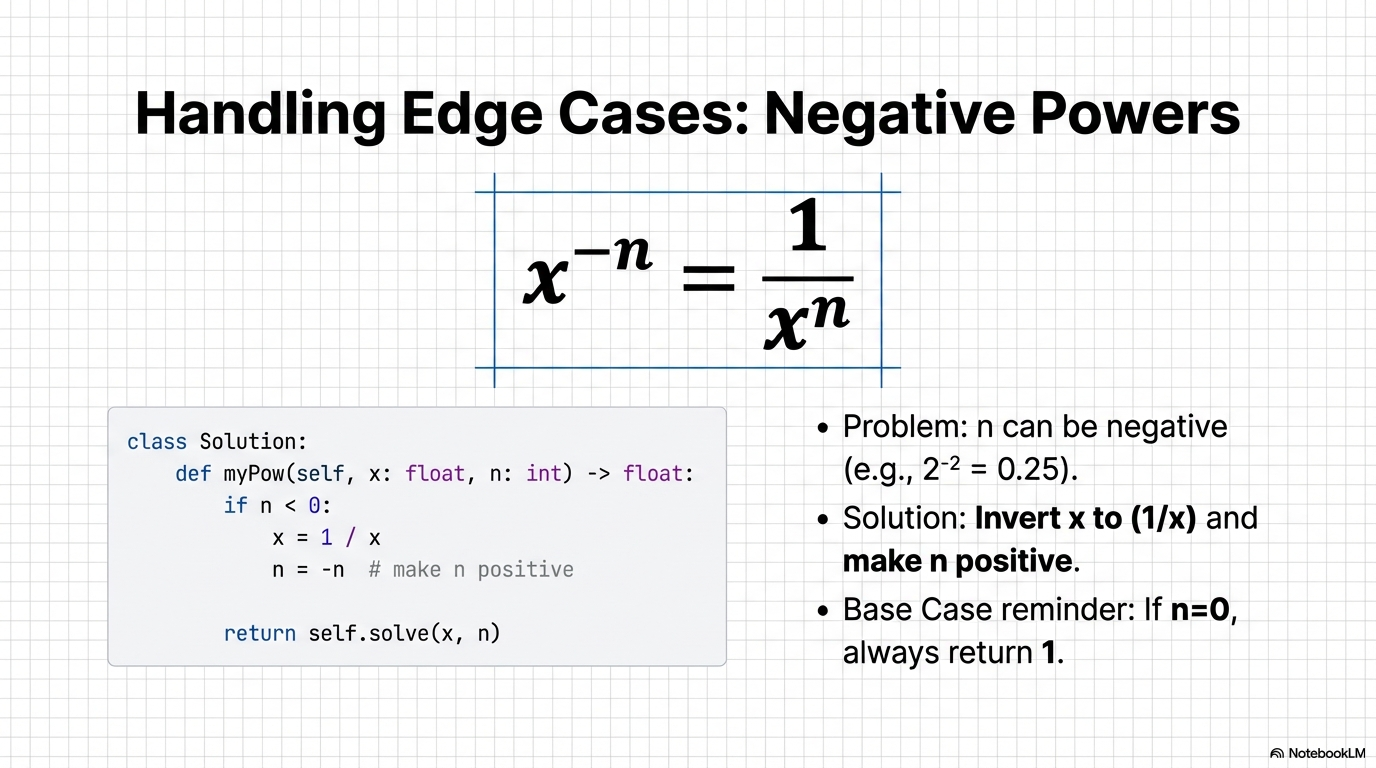 Handling Edge Cases: Negative Powers
x⁻ⁿ = 1/xⁿ
class Solution:
    def myPow(self, x: float, n: int) -> float:
        if n < 0:
            x = 1 / x
            n = -n  # make n positive

        return self.solve(x, n)
• Problem: n can be negative
(e.g., 2⁻² = 0.25).
• Solution: Invert x to (1/x) and
make n positive.
• Base Case reminder: If n=0,
always return 1.
NotebookLM